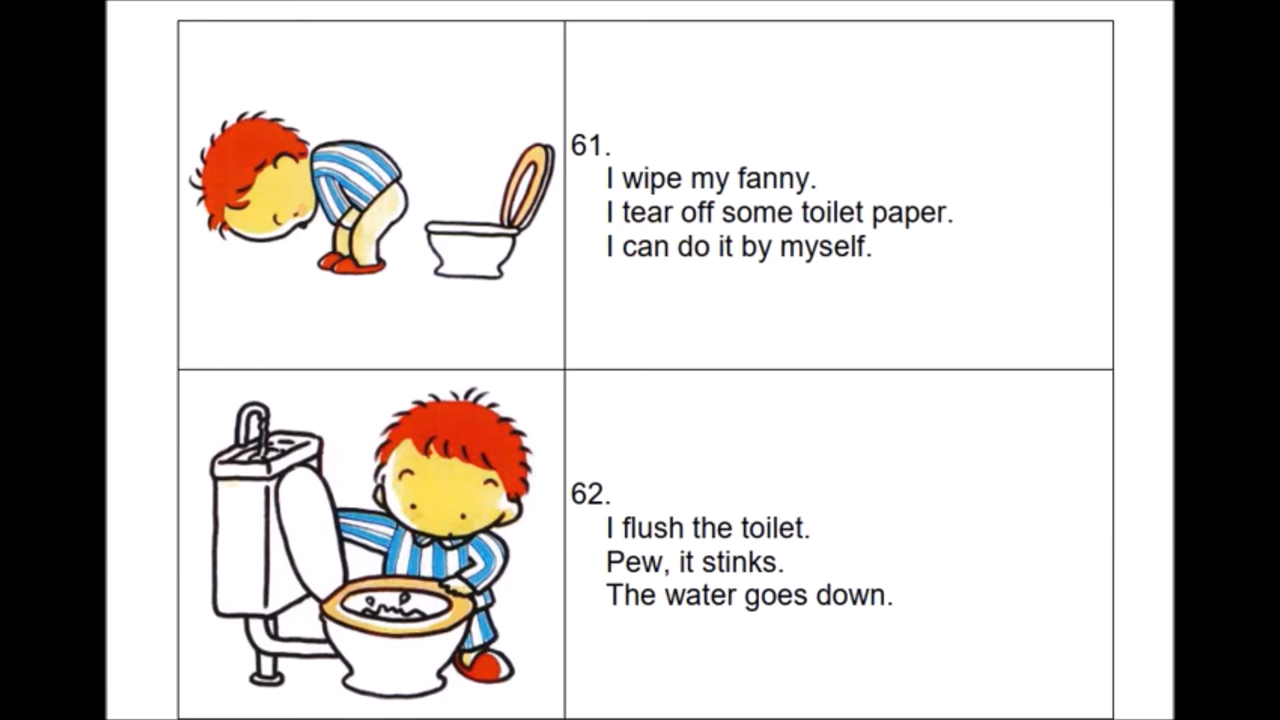 61.
I wipe my fanny.
I tear off some toilet paper.
I can do it by myself.
62.
I flush the toilet.
Pew, it stinks.
The water goes down.